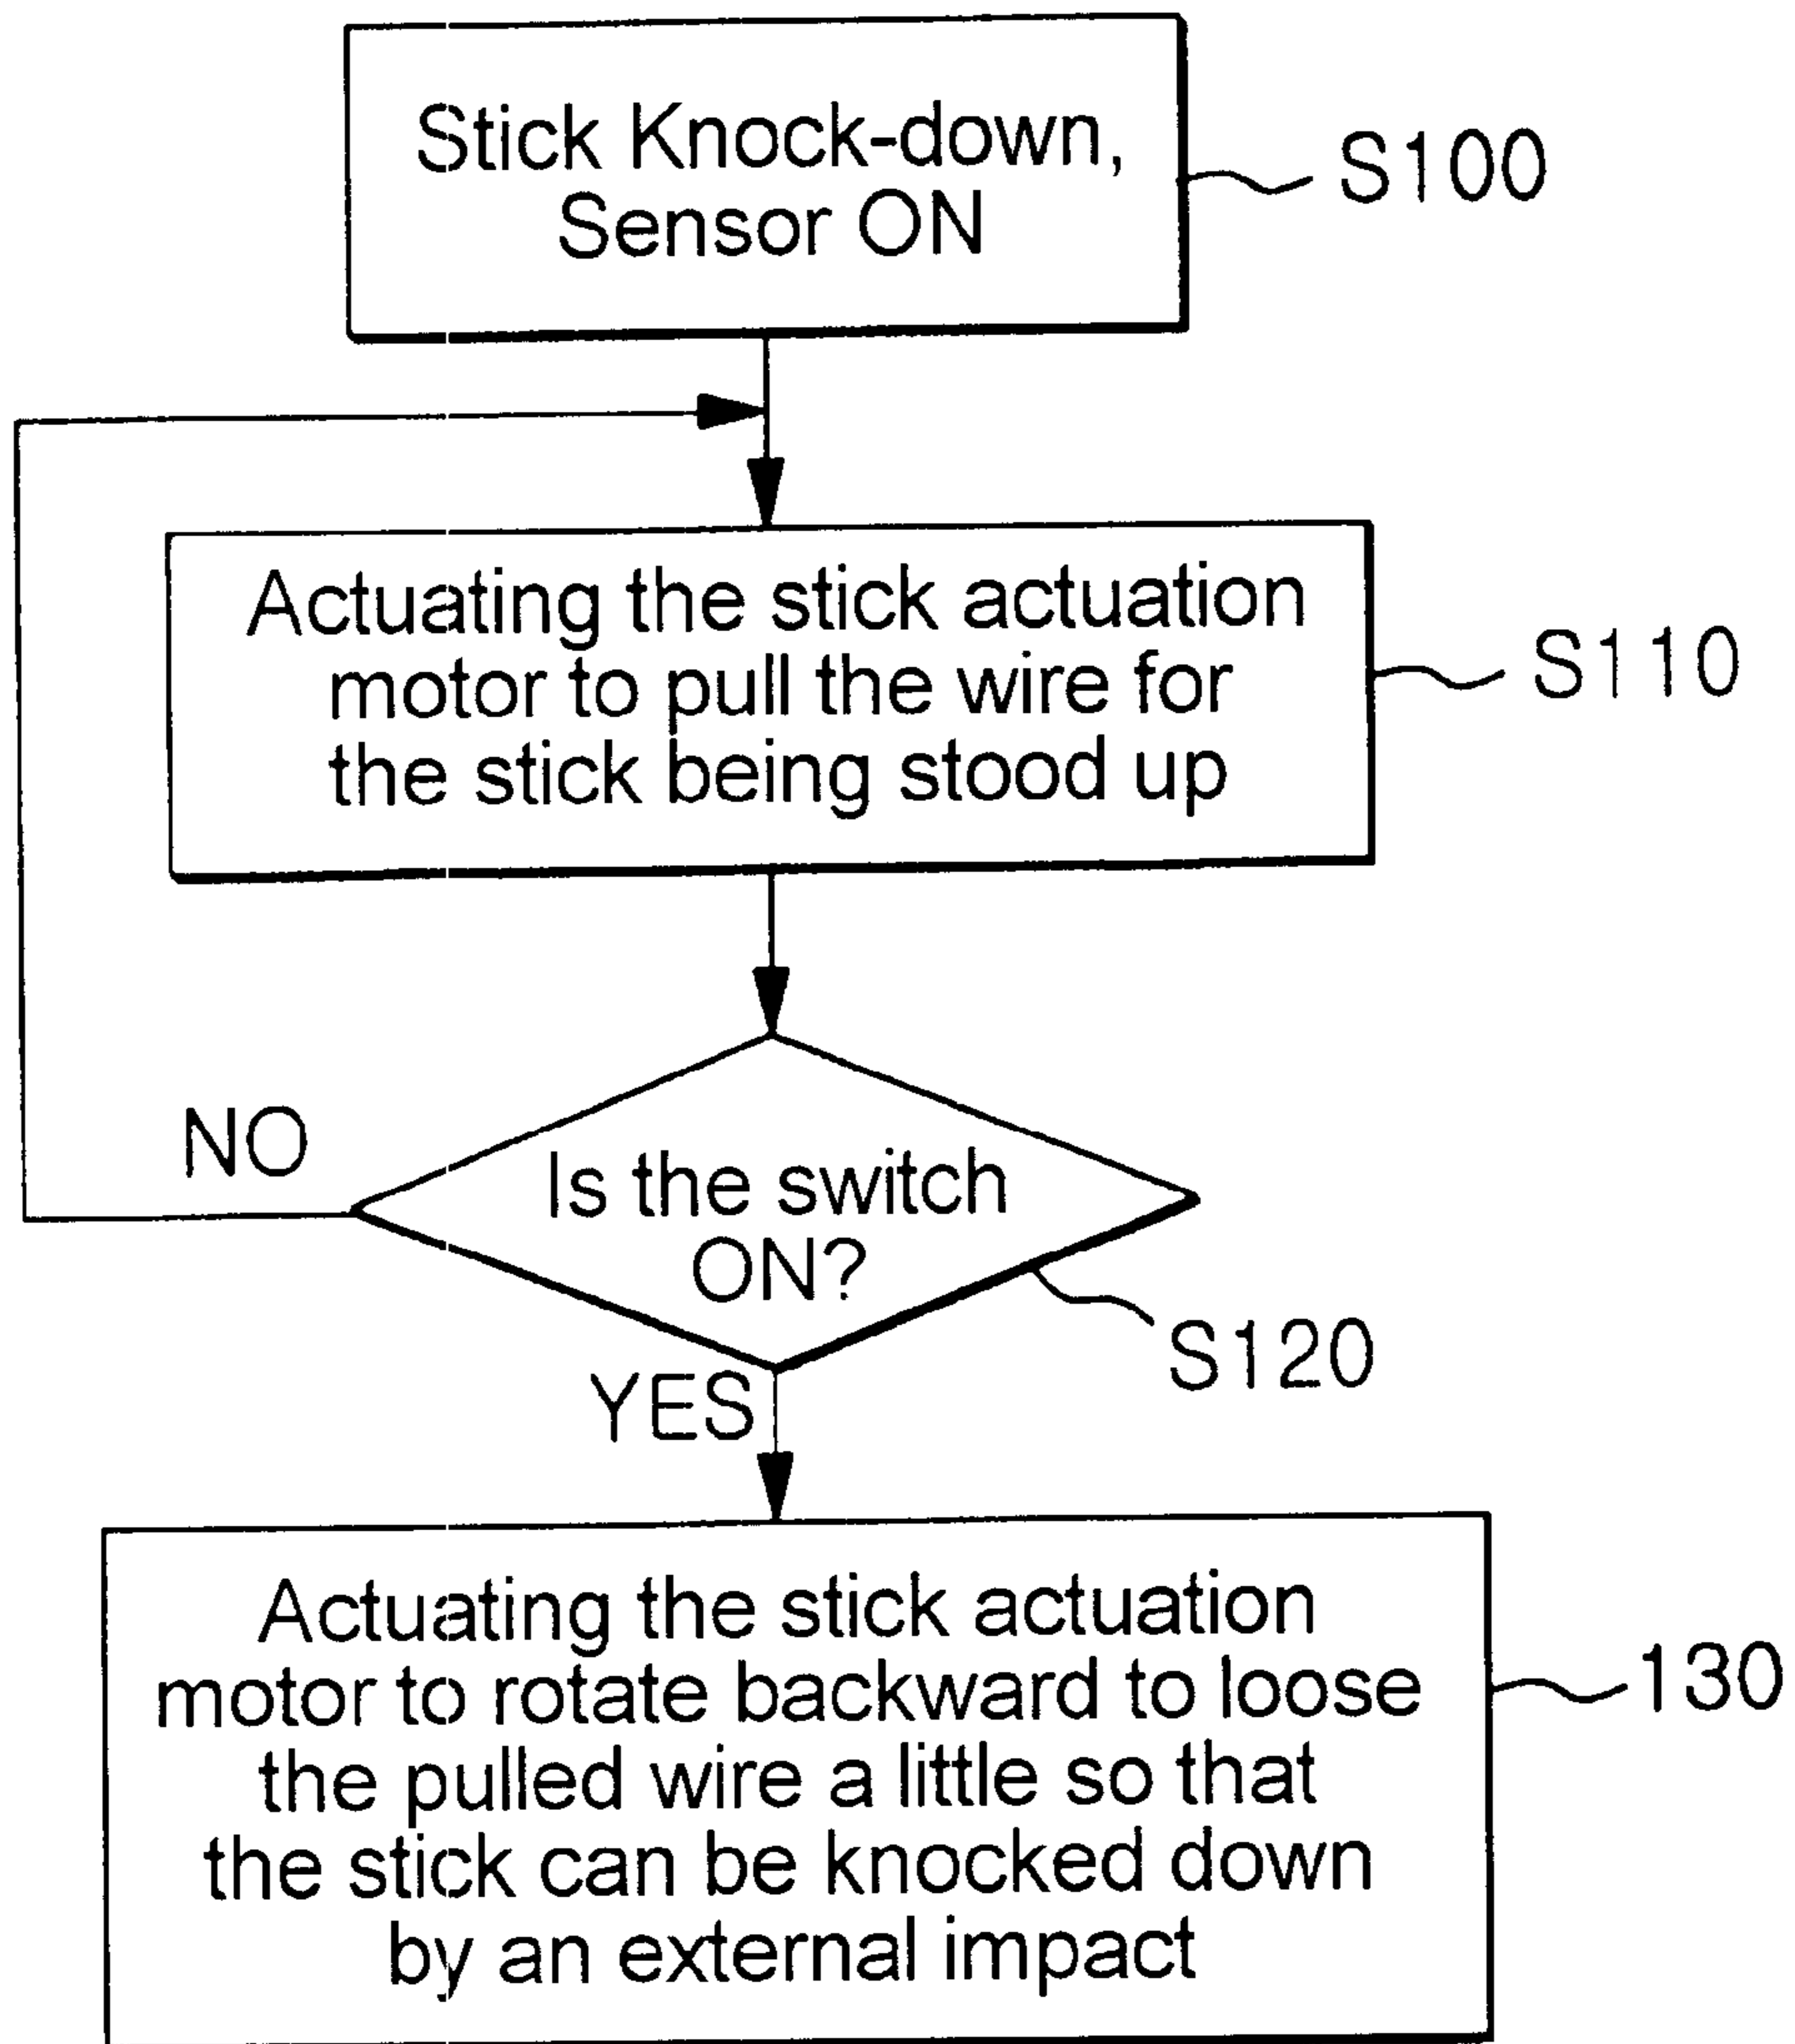 Stick Knock-down,
Sensor ON
S100
Actuating the stick actuation
motor to pull the wire for
the stick being stood up
S110
NO
Is the switch
ON?
S120
YES
Actuating the stick actuation
motor to rotate backward to loose
the pulled wire a little so that
the stick can be knocked down
by an external impact
130